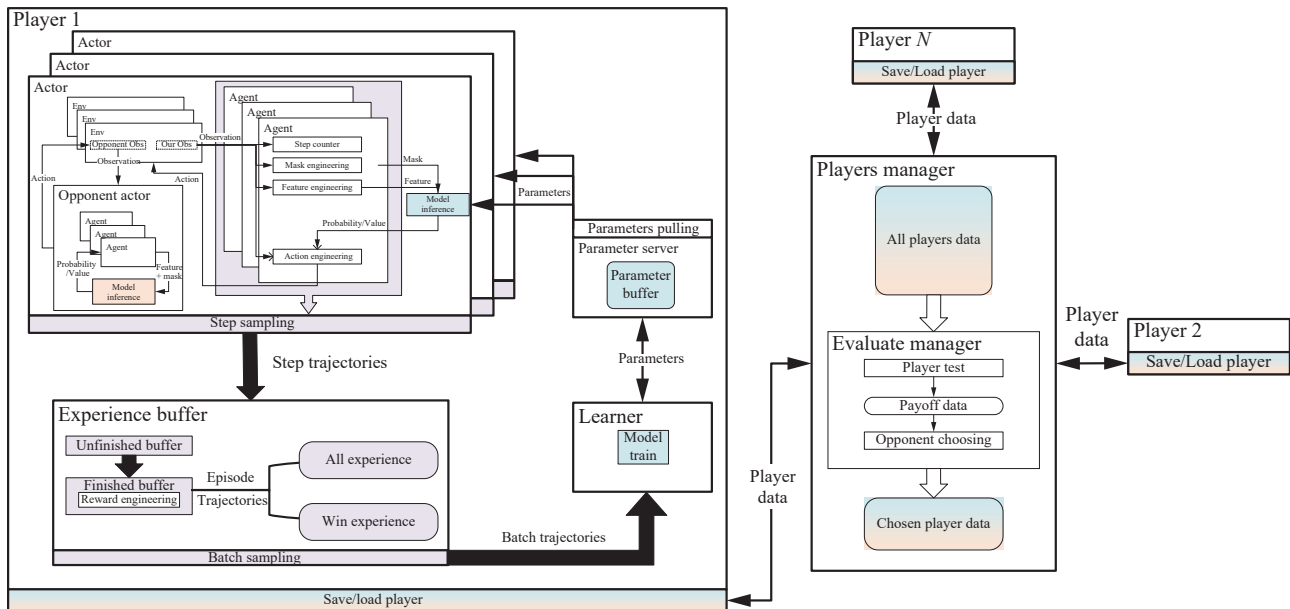 Player 1
Actor
Actor
Actor
Env
Env
Env
Opponent Obs
Our Obs
Observation
Observation
Action
Action
Opponent actor
Agent
Agent
Agent
Probability
/Value
Feature
+ mask
Model
inference
Agent
Agent
Agent
Step counter
Mask engineering
Feature engineering
Mask
Feature
Model
inference
Probability/Value
Action engineering
Step sampling
Step trajectories
Parameters
Parameters pulling
Parameter server
Parameter
buffer
Parameters
Learner
Model
train
Experience buffer
Unfinished buffer
Finished buffer
Reward engineering
Episode
Trajectories
All experience
Win experience
Batch sampling
Batch trajectories
Save/load player
Player
data
Player N
Save/Load player
Player data
Players manager
All players data
Evaluate manager
Player test
Payoff data
Opponent choosing
Chosen player data
Player
data
Player 2
Save/Load player